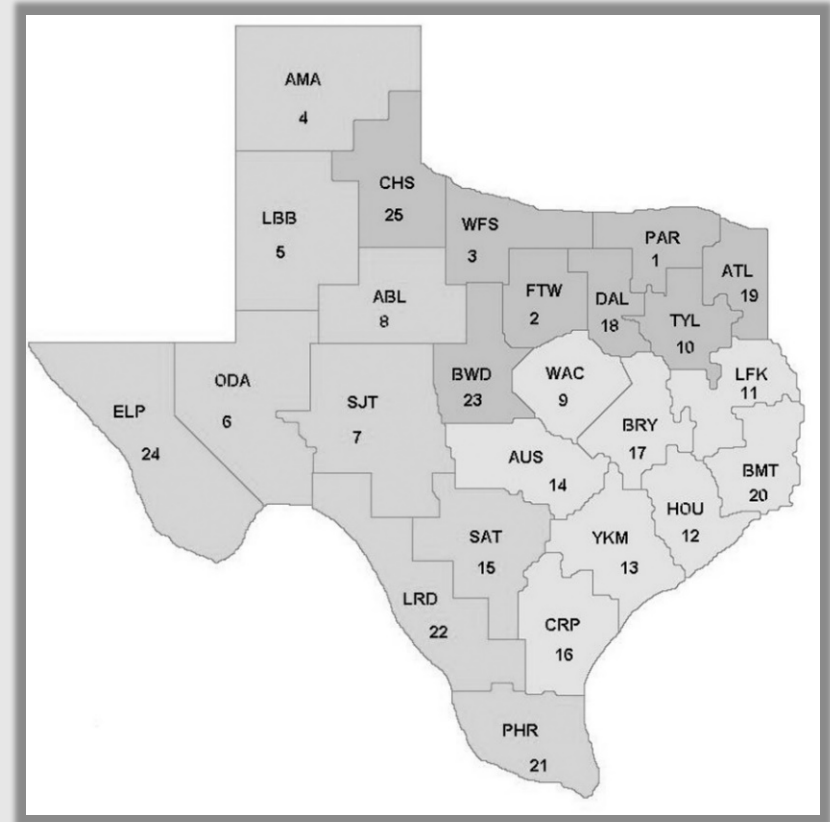 AMA
4
CHS
25
LBB
5
WFS
3
PAR
1
ATL
19
FTW
2
DAL
18
TYL
10
ABL
8
ODA
6
BWD
23
WAC
9
LFK
11
ELP
24
SJT
7
BRY
17
AUS
14
BMT
20
HOU
12
SAT
15
YKM
13
LRD
22
CRP
16
PHR
21